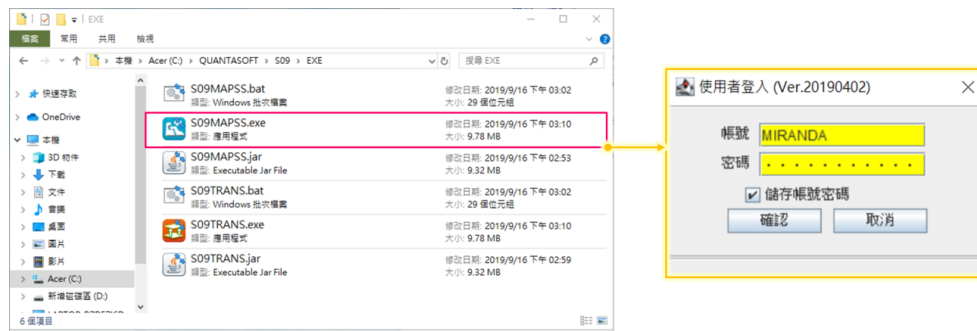 EXE
檔案 常用 共用 檢視
本機 › Acer (C:) › QUANTASOFT › S09 › EXE
搜尋 EXE
快速存取
OneDrive
本機
3D 物件
下載
文件
音樂
桌面
圖片
影片
Acer (C:)
新增磁碟區 (D:)
6 個項目
S09MAPSS.bat
類型: Windows 批次檔案
修改日期: 2019/9/16 下午 03:02
大小: 29 個位元組
S09MAPSS.exe
類型: 應用程式
修改日期: 2019/9/16 下午 03:10
大小: 9.78 MB
S09MAPSS.jar
類型: Executable Jar File
修改日期: 2019/9/16 下午 02:53
大小: 9.32 MB
S09TRANS.bat
類型: Windows 批次檔案
修改日期: 2019/9/16 下午 03:02
大小: 29 個位元組
S09TRANS.exe
類型: 應用程式
修改日期: 2019/9/16 下午 03:10
大小: 9.78 MB
S09TRANS.jar
類型: Executable Jar File
修改日期: 2019/9/16 下午 02:59
大小: 9.32 MB
使用者登入 (Ver.20190402)
帳號 MIRANDA
密碼
儲存帳號密碼
確認 取消